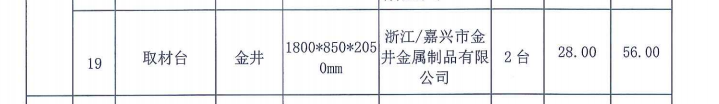 19 取材台 金井 1800*850*205
0mm 浙江/嘉兴市金
井金属制品有限
公司 2台 28.00 56.00